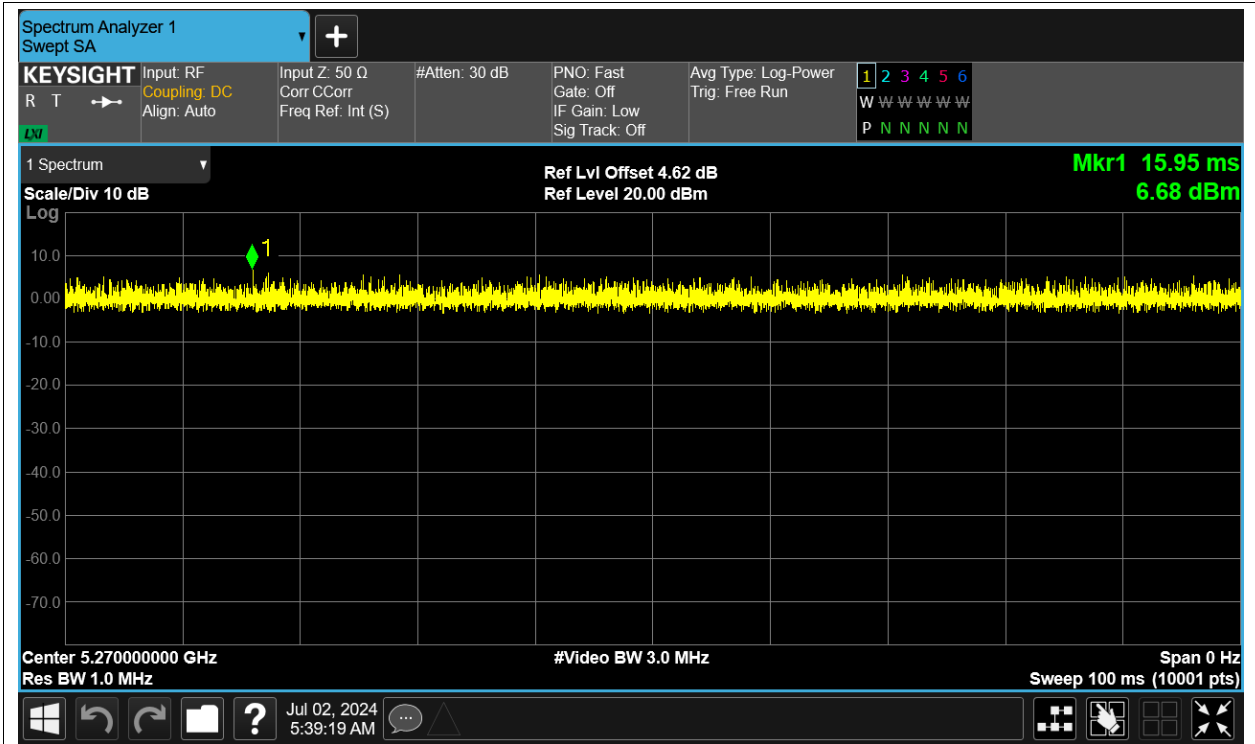 Spectrum Analyzer 1
Swept SA
KEYSIGHT
R T
LXI
Input: RF
Coupling: DC
Align: Auto
Input Z: 50 Ω
Corr CCorr
Freq Ref: Int (S)
#Atten: 30 dB
PNO: Fast
Gate: Off
IF Gain: Low
Sig Track: Off
Avg Type: Log-Power
Trig: Free Run
1 2 3 4 5 6
W W W W W W
P N N N N N
1 Spectrum
Scale/Div 10 dB
Ref Lvl Offset 4.62 dB
Ref Level 20.00 dBm
Mkr1 15.95 ms
6.68 dBm
Log
1
10.0
0.00
-10.0
-20.0
-30.0
-40.0
-50.0
-60.0
-70.0
Center 5.270000000 GHz
Res BW 1.0 MHz
#Video BW 3.0 MHz
Span 0 Hz
Sweep 100 ms (10001 pts)
?
Jul 02, 2024
5:39:19 AM